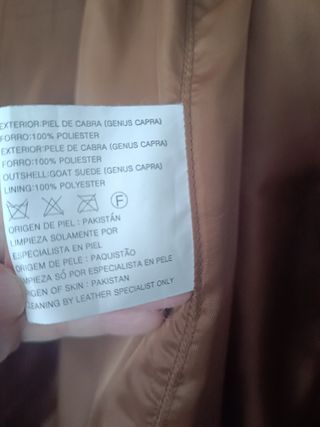 EXTERIOR:PIEL DE CABRA (GENUS CAPRA)
FORRO:100% POLIESTER
EXTERIOR:PELE DE CABRA (GENUS CAPRA)
FORRO:100% POLIESTER
OUTSHELL:GOAT SUEDE (GENUS CAPRA)
LINING:100% POLYESTER
F
ORIGEN DE PIEL : PAKISTÁN
LIMPIEZA SOLAMENTE POR
ESPECIALISTA EN PIEL
ORIGEM DE PELE : PAQUISTÃO
IMPIEZA SÓ POR ESPECIALISTA EN PELE
IGEN OF SKIN : PAKISTAN
CLEANING BY LEATHER SPECIALIST ONLY